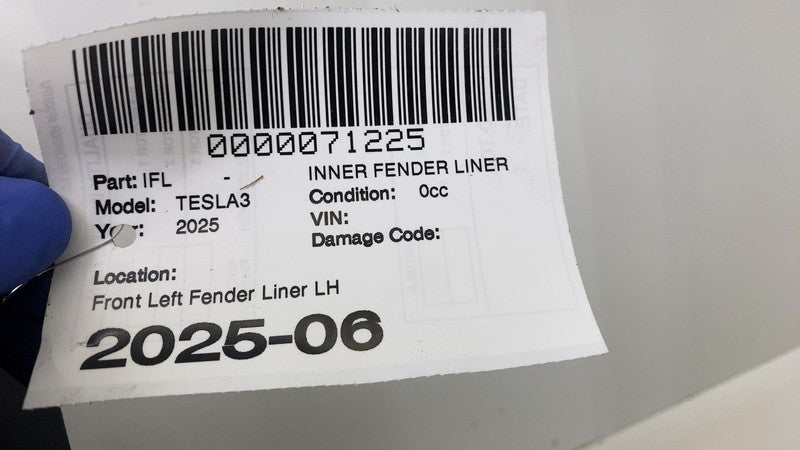 0000071225
Part: IFL - INNER FENDER LINER
Model: TESLA3 Condition: 0cc
2025 VIN:
Damage Code:
Location:
Front Left Fender Liner LH
2025-06